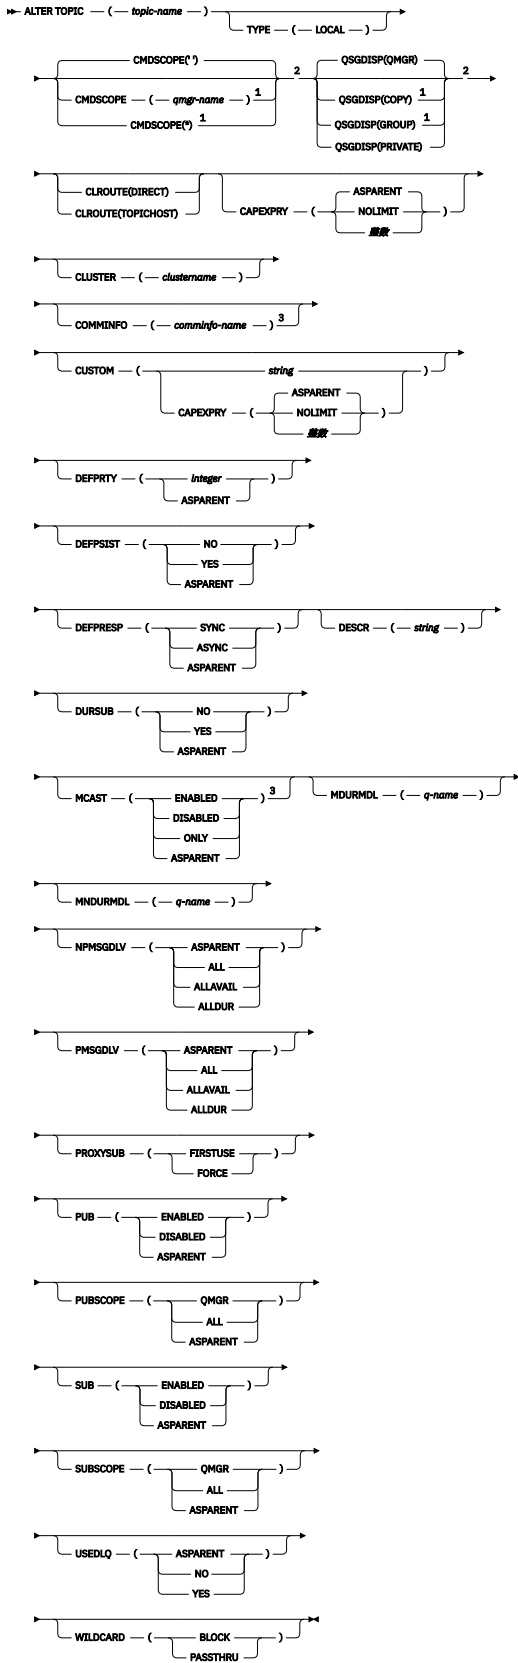 ALTER TOPIC ( topic-name )
TYPE ( LOCAL )
CMDSCOPE(' ')
CMDSCOPE ( qmgr-name ) 1
CMDSCOPE(*) 1
2
QSGDISP(QMGR)
QSGDISP(COPY) 1
QSGDISP(GROUP) 1
QSGDISP(PRIVATE)
2
CLROUTE(DIRECT)
CLROUTE(TOPICHOST)
CAPEXPRY ( ASPARENT )
NOLIMIT
整数
CLUSTER ( clustername )
COMMINFO ( comminfo-name ) 3
CUSTOM ( string )
CAPEXPRY ( ASPARENT )
NOLIMIT
整数
DEFPRTY ( integer )
ASPARENT
DEFPSIST ( NO )
YES
ASPARENT
DEFPRESP ( SYNC )
ASYNC
ASPARENT
DESCR ( string )
DURSUB ( NO )
YES
ASPARENT
MCAST ( ENABLED ) 3
DISABLED
ONLY
ASPARENT
MDURMDL ( q-name )
MNDURMDL ( q-name )
NPMSGDLV ( ASPARENT )
ALL
ALLAVAIL
ALLDUR
PMSGDLV ( ASPARENT )
ALL
ALLAVAIL
ALLDUR
PROXYSUB ( FIRSTUSE )
FORCE
PUB ( ENABLED )
DISABLED
ASPARENT
PUBSCOPE ( QMGR )
ALL
ASPARENT
SUB ( ENABLED )
DISABLED
ASPARENT
SUBSCOPE ( QMGR )
ALL
ASPARENT
USEDLQ ( ASPARENT )
NO
YES
WILDCARD ( BLOCK )
PASSTHRU